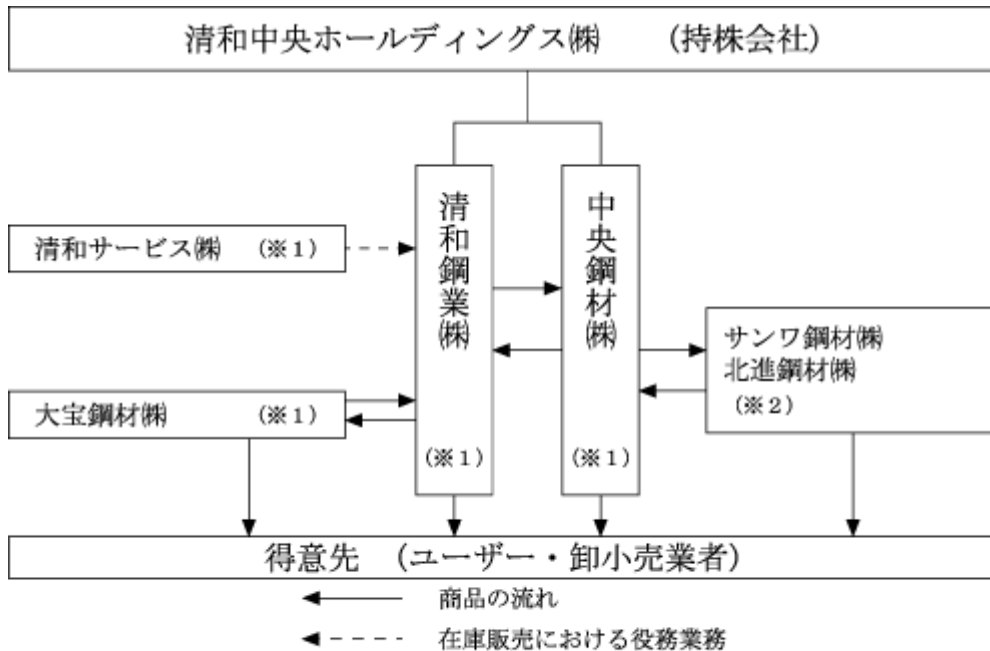 清和中央ホールディングス㈱　（持株会社）
清和鋼業㈱
（※１）
中央鋼材㈱
（※１）
清和サービス㈱　（※１）
大宝鋼材㈱　（※１）
サンワ鋼材㈱
北進鋼材㈱
（※２）
得意先　（ユーザー・卸小売業者）
商品の流れ
在庫販売における役務業務